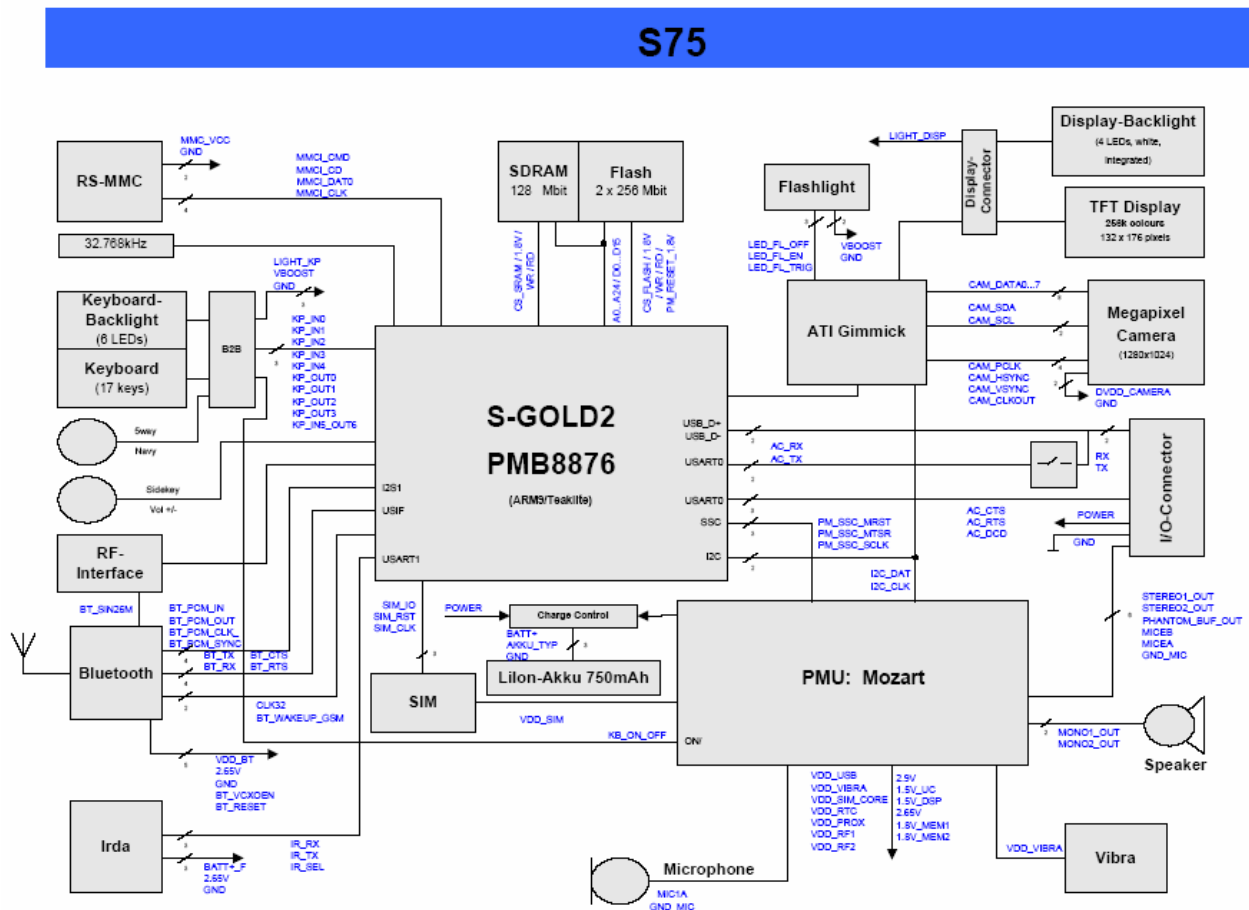 S75
RS-MMC
MMC_VCC
GND
MMCI_CMD
MMCI_CD
MMCI_DAT0
MMCI_CLK
32.768kHz
SDRAM
128 Mbit
Flash
2 x 256 Mbit
CS_SRAM / 1.8V /
WR / RD
A0...A24 / D0...D15
CS_FLASH / 1.8V
/ WR / RD /
PM_RESET_1.8V
Flashlight
LED_FL_OFF
LED_FL_EN
LED_FL_TRIG
VBOOST
GND
LIGHT_DISP
Display-
Connector
Display-Backlight
(4 LEDs, white,
integrated)
TFT Display
256k colours
132 x 176 pixels
ATI Gimmick
CAM_DATA0...7
CAM_SDA
CAM_SCL
CAM_PCLK
CAM_HSYNC
CAM_VSYNC
CAM_CLKOUT
Megapixel
Camera
(1280x1024)
DVDD_CAMERA
GND
Keyboard-
Backlight
(6 LEDs)
Keyboard
(17 keys)
B2B
LIGHT_KP
VBOOST
GND
KP_IN0
KP_IN1
KP_IN2
KP_IN3
KP_IN4
KP_OUT0
KP_OUT1
KP_OUT2
KP_OUT3
KP_IN5_OUT6
5way
Navy
Sidekey
Vol +/-
S-GOLD2
PMB8876
(ARM9/Teaklite)
I2S1
USIF
USART1
USB_D+
USB_D-
USART0
USART0
SSC
I2C
AC_RX
AC_TX
RX
TX
AC_CTS
AC_RTS
AC_DCD
POWER
GND
I/O-Connector
PM_SSC_MRST
PM_SSC_MTSR
PM_SSC_SCLK
I2C_DAT
I2C_CLK
RF-
Interface
BT_SIN26M
Bluetooth
BT_PCM_IN
BT_PCM_OUT
BT_PCM_CLK_
BT_PCM_SYNC
BT_TX
BT_RX
BT_CTS
BT_RTS
CLK32
BT_WAKEUP_GSM
VDD_BT
2.65V
GND
BT_VCXOEN
BT_RESET
SIM_IO
SIM_RST
SIM_CLK
SIM
VDD_SIM
POWER
Charge Control
BATT+
AKKU_TYP
GND
LiIon-Akku 750mAh
KB_ON_OFF
ON/
PMU: Mozart
STEREO1_OUT
STEREO2_OUT
PHANTOM_BUF_OUT
MICEB
MICEA
GND_MIC
MONO1_OUT
MONO2_OUT
Speaker
Irda
IR_RX
IR_TX
IR_SEL
BATT+_F
2.65V
GND
Microphone
MIC1A
GND_MIC
VDD_USB
VDD_VIBRA
VDD_SIM_CORE
VDD_RTC
VDD_PROX
VDD_RF1
VDD_RF2
2.9V
1.5V_UC
1.5V_DSP
2.65V
1.8V_MEM1
1.8V_MEM2
VDD_VIBRA
Vibra